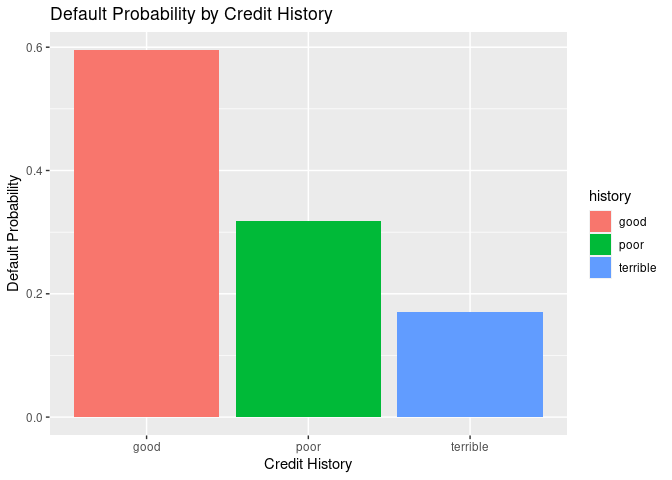 Default Probability by Credit History
Default Probability
0.6
0.4
0.2
0.0
good
poor
terrible
Credit History
history
good
poor
terrible